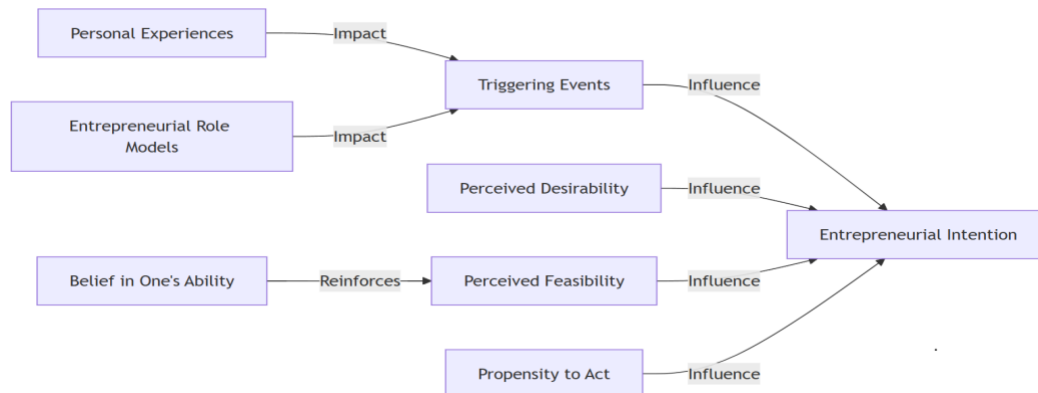 Personal Experiences
Impact
Triggering Events
Influence
Entrepreneurial Role
Models
Impact
Perceived Desirability
Influence
Entrepreneurial Intention
Belief in One's Ability
Reinforces
Perceived Feasibility
Influence
Propensity to Act
Influence